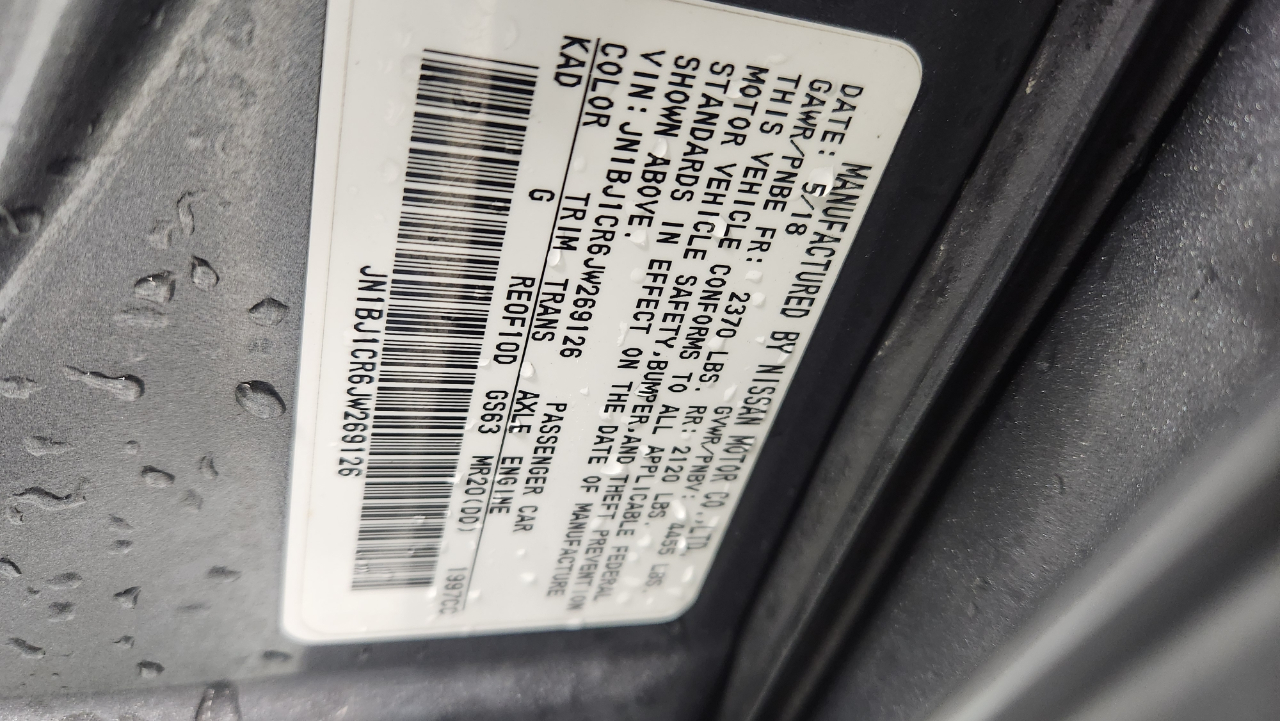 MANUFACTURED BY NISSAN MOTOR CO.,LTD.
DATE: 5/18 GVWR/PNBV: 4455 LBS.
GAWR/PNBE FR: 2370 LBS. RR: 2120 LBS.
THIS VEHICLE CONFORMS TO ALL APPLICABLE FEDERAL
MOTOR VEHICLE SAFETY,BUMPER,AND THEFT PREVENTION
STANDARDS IN EFFECT ON THE DATE OF MANUFACTURE
SHOWN ABOVE.
VIN: JN1BJ1CR6JW269126 PASSENGER CAR
COLOR TRIM TRANS AXLE ENGINE 1997CC
KAD G RE0F10D GS63 MR20(DD)
JN1BJ1CR6JW269126